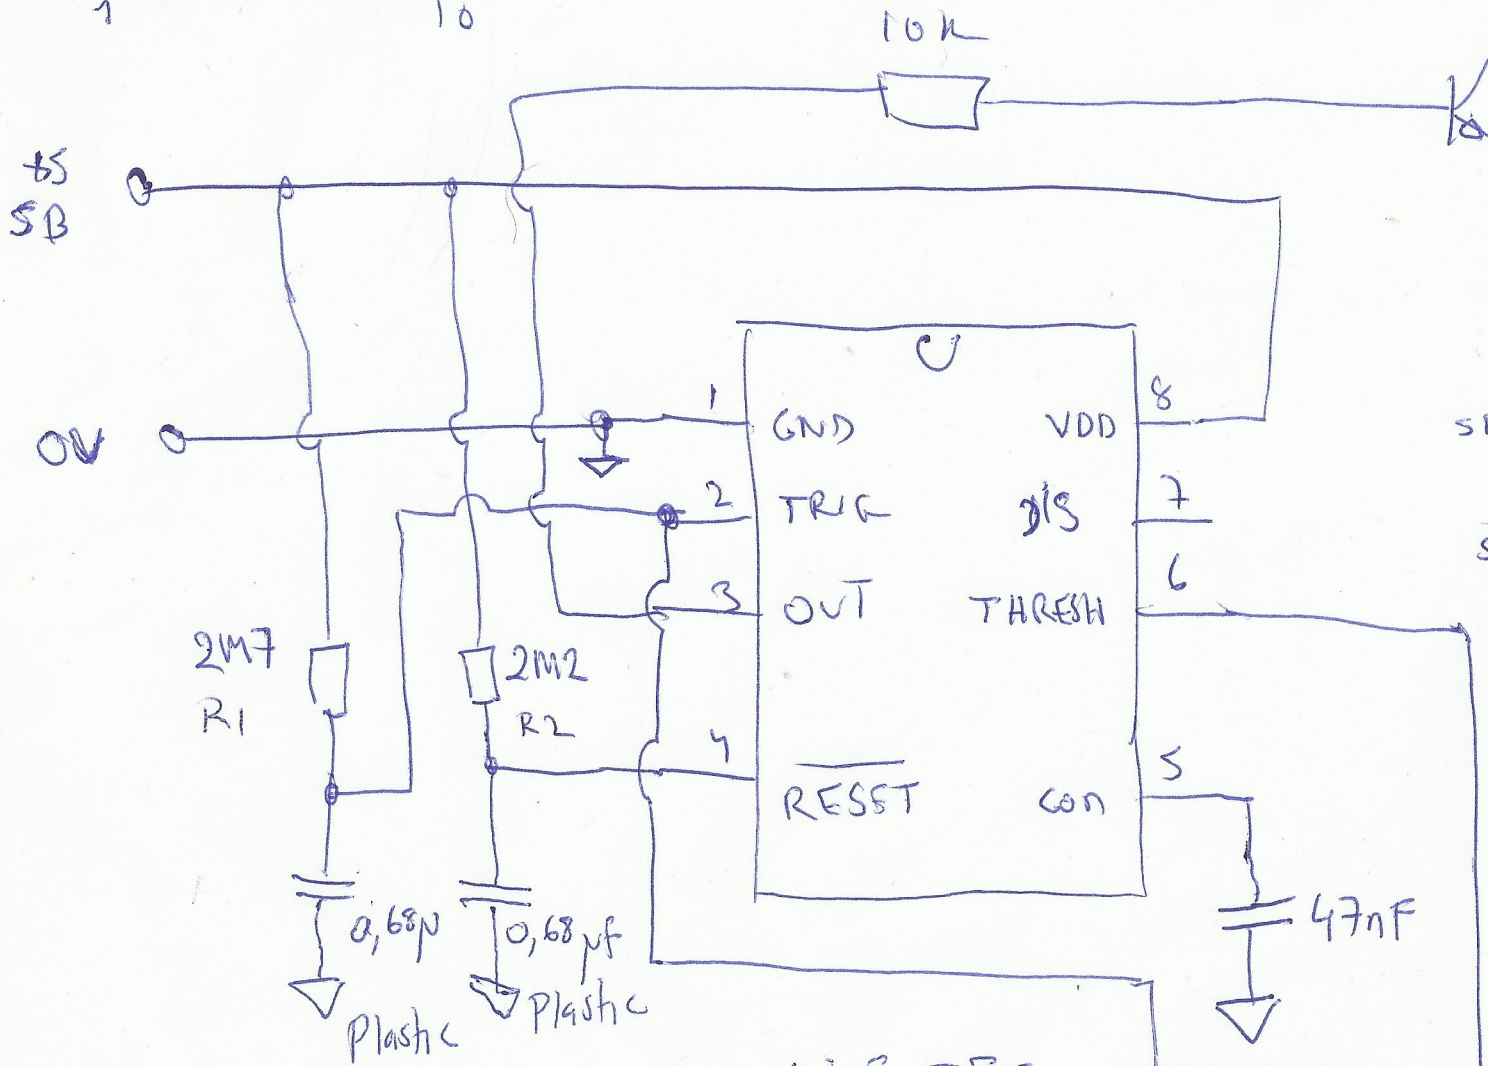 10K
+5
SB
0V
1
GND
VDD
8
2
TRIG
DIS
7
3
OUT
THRESH
6
2M7
R1
2M2
R2
4
RESET
con
5
0,68µ
0,68µF
47nF
Plastic
Plastic